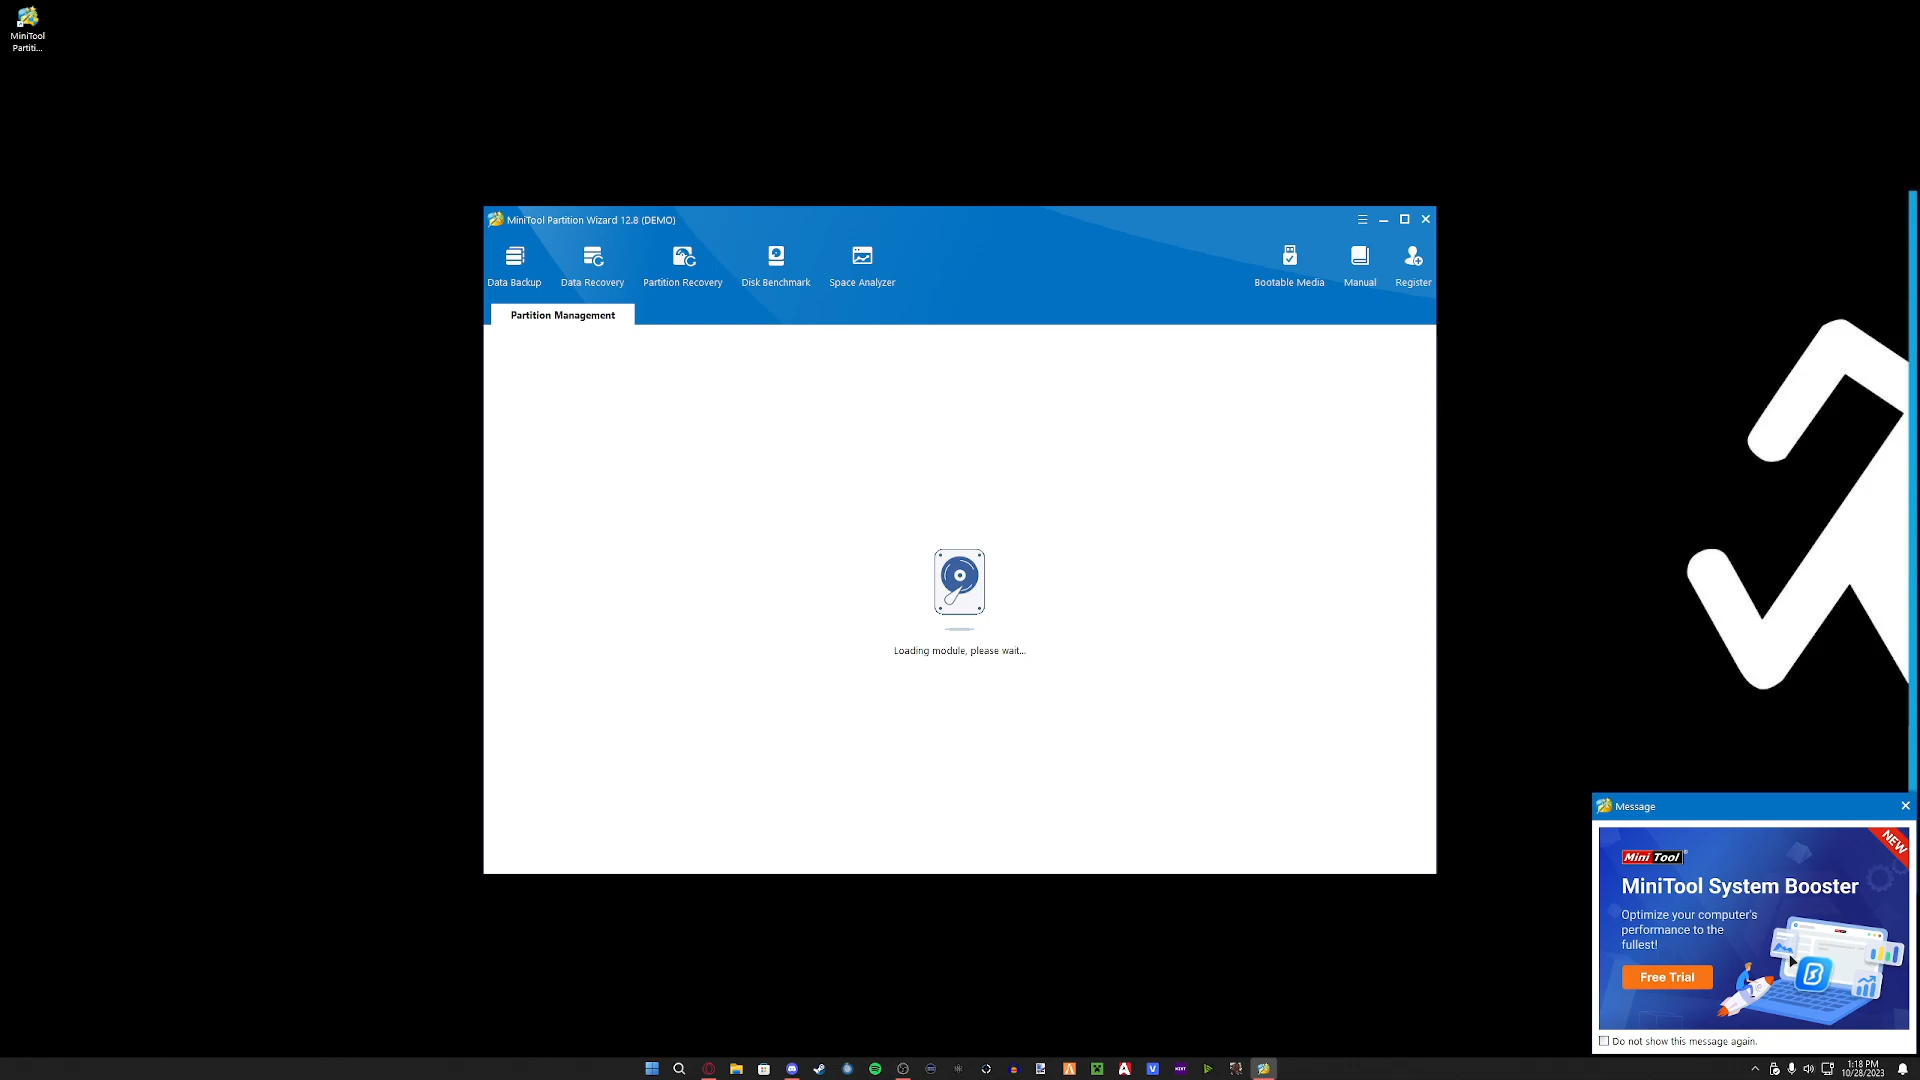 MiniTool
Partiti...
MiniTool Partition Wizard 12.8 (DEMO)
Data Backup
Data Recovery
Partition Recovery
Disk Benchmark
Space Analyzer
Bootable Media
Manual
Register
Partition Management
Loading module, please wait...
Message
NEW
Mini Tool®
MiniTool System Booster
Optimize your computer's
performance to the
fullest!
Free Trial
Do not show this message again.
1:18 PM
10/28/2023